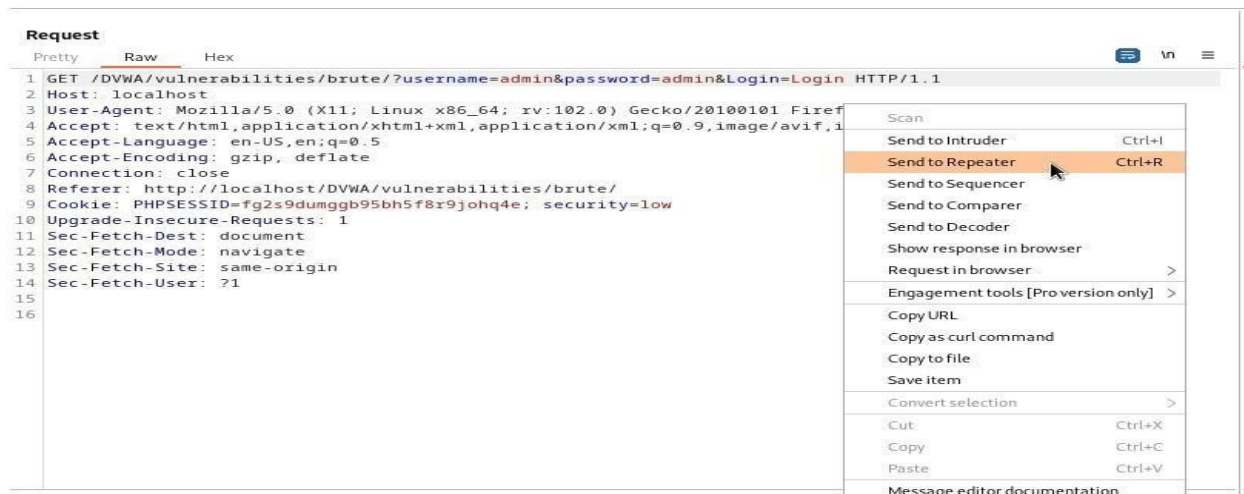 Request
Pretty Raw Hex
\n
1 GET /DVWA/vulnerabilities/brute/?username=admin&password=admin&Login=Login HTTP/1.1
2 Host: localhost
3 User-Agent: Mozilla/5.0 (X11; Linux x86_64; rv:102.0) Gecko/20100101 Firef
4 Accept: text/html,application/xhtml+xml,application/xml;q=0.9,image/avif,i
5 Accept-Language: en-US,en;q=0.5
6 Accept-Encoding: gzip, deflate
7 Connection: close
8 Referer: http://localhost/DVWA/vulnerabilities/brute/
9 Cookie: PHPSESSID=fg2s9dumggb95bh5f8r9johq4e; security=low
10 Upgrade-Insecure-Requests: 1
11 Sec-Fetch-Dest: document
12 Sec-Fetch-Mode: navigate
13 Sec-Fetch-Site: same-origin
14 Sec-Fetch-User: ?1
15
16
Scan
Send to Intruder Ctrl+I
Send to Repeater Ctrl+R
Send to Sequencer
Send to Comparer
Send to Decoder
Show response in browser
Request in browser >
Engagement tools [Pro version only] >
Copy URL
Copy as curl command
Copy to file
Save item
Convert selection >
Cut Ctrl+X
Copy Ctrl+C
Paste Ctrl+V
Message editor documentation